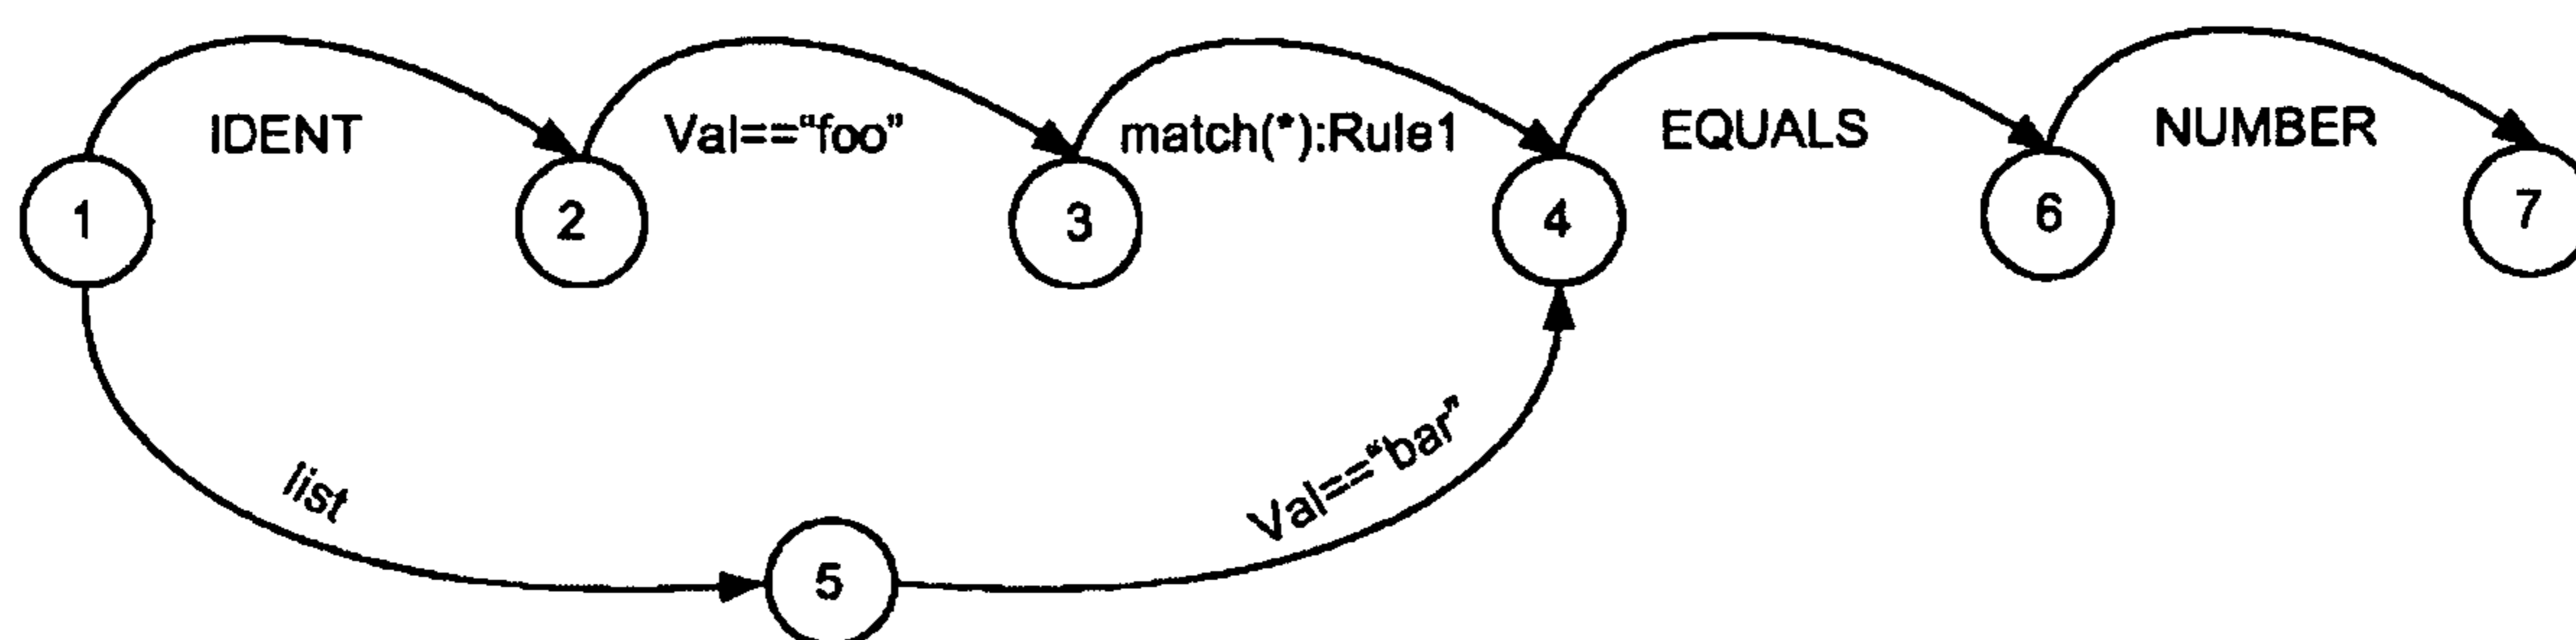 IDENT
Val==“foo”
match(*):Rule1
EQUALS
NUMBER
1
2
3
4
6
7
list
Val==“bar”
5